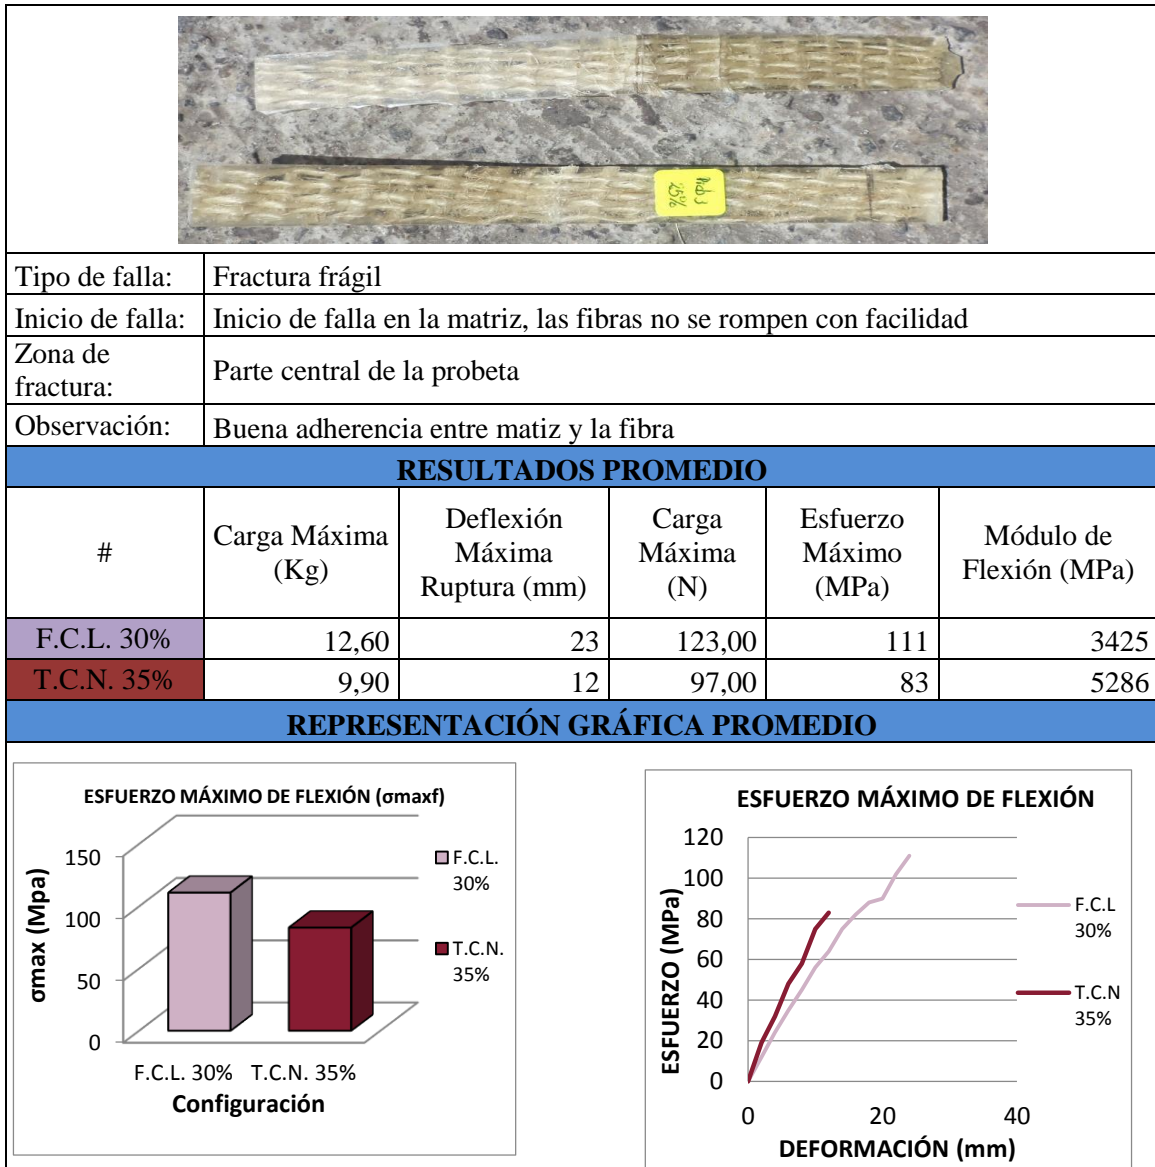 Prob 3
25%
Tipo de falla: Fractura frágil
Inicio de falla: Inicio de falla en la matriz, las fibras no se rompen con facilidad
Zona de fractura: Parte central de la probeta
Observación: Buena adherencia entre matiz y la fibra
RESULTADOS PROMEDIO
# Carga Máxima (Kg) Deflexión Máxima Ruptura (mm) Carga Máxima (N) Esfuerzo Máximo (MPa) Módulo de Flexión (MPa)
F.C.L. 30% 12,60 23 123,00 111 3425
T.C.N. 35% 9,90 12 97,00 83 5286
REPRESENTACIÓN GRÁFICA PROMEDIO
ESFUERZO MÁXIMO DE FLEXIÓN (σmaxf)
σmax (Mpa)
150
100
50
0
F.C.L. 30% T.C.N. 35%
Configuración
F.C.L.
30%
T.C.N.
35%
ESFUERZO MÁXIMO DE FLEXIÓN
ESFUERZO (MPa)
120
100
80
60
40
20
0
0 20 40
DEFORMACIÓN (mm)
F.C.L
30%
T.C.N
35%